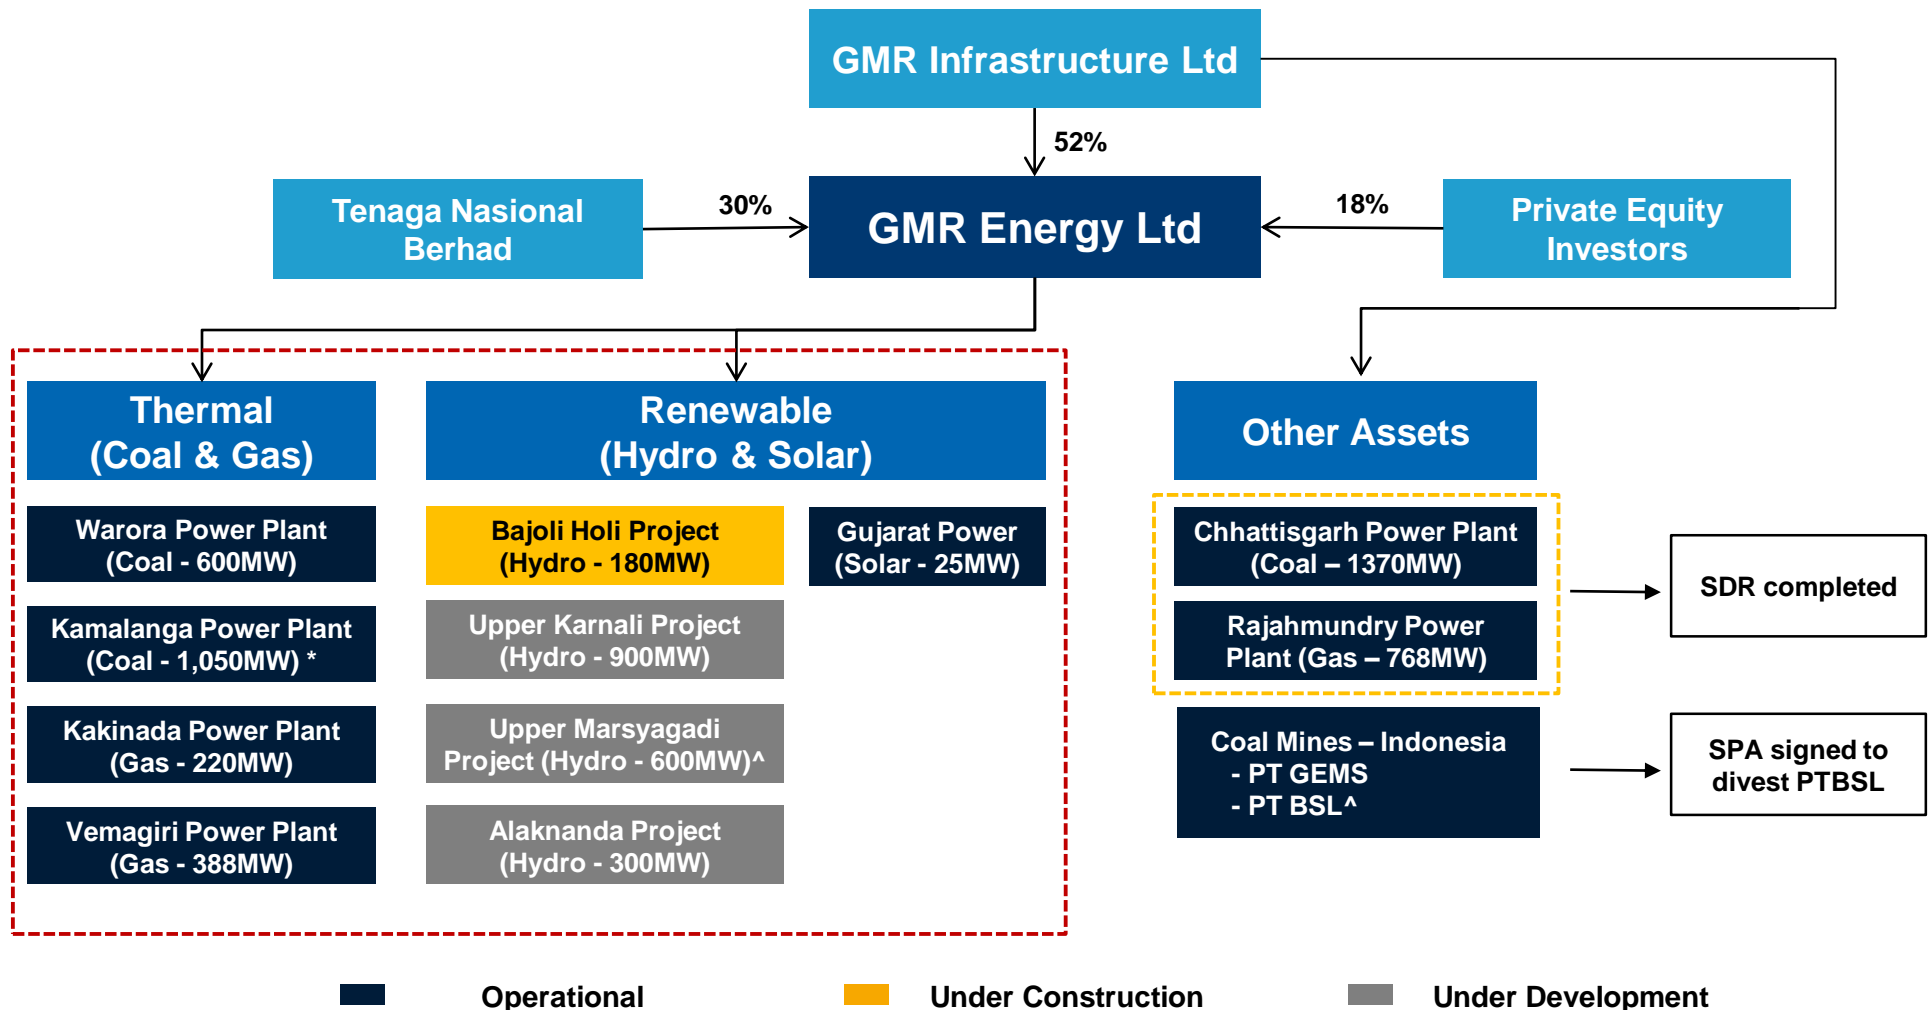 GMR Infrastructure Ltd
52%
Tenaga Nasional
Berhad
30%
GMR Energy Ltd
18%
Private Equity
Investors
Thermal
(Coal & Gas)
Renewable
(Hydro & Solar)
Other Assets
Warora Power Plant
(Coal - 600MW)
Kamalanga Power Plant
(Coal - 1,050MW) *
Kakinada Power Plant
(Gas - 220MW)
Vemagiri Power Plant
(Gas - 388MW)
Bajoli Holi Project
(Hydro - 180MW)
Upper Karnali Project
(Hydro - 900MW)
Upper Marsyagadi
Project (Hydro - 600MW)^
Alaknanda Project
(Hydro - 300MW)
Gujarat Power
(Solar - 25MW)
Chhattisgarh Power Plant
(Coal – 1370MW)
Rajahmundry Power
Plant (Gas – 768MW)
SDR completed
Coal Mines – Indonesia
- PT GEMS
- PT BSL^
SPA signed to
divest PTBSL
Operational
Under Construction
Under Development